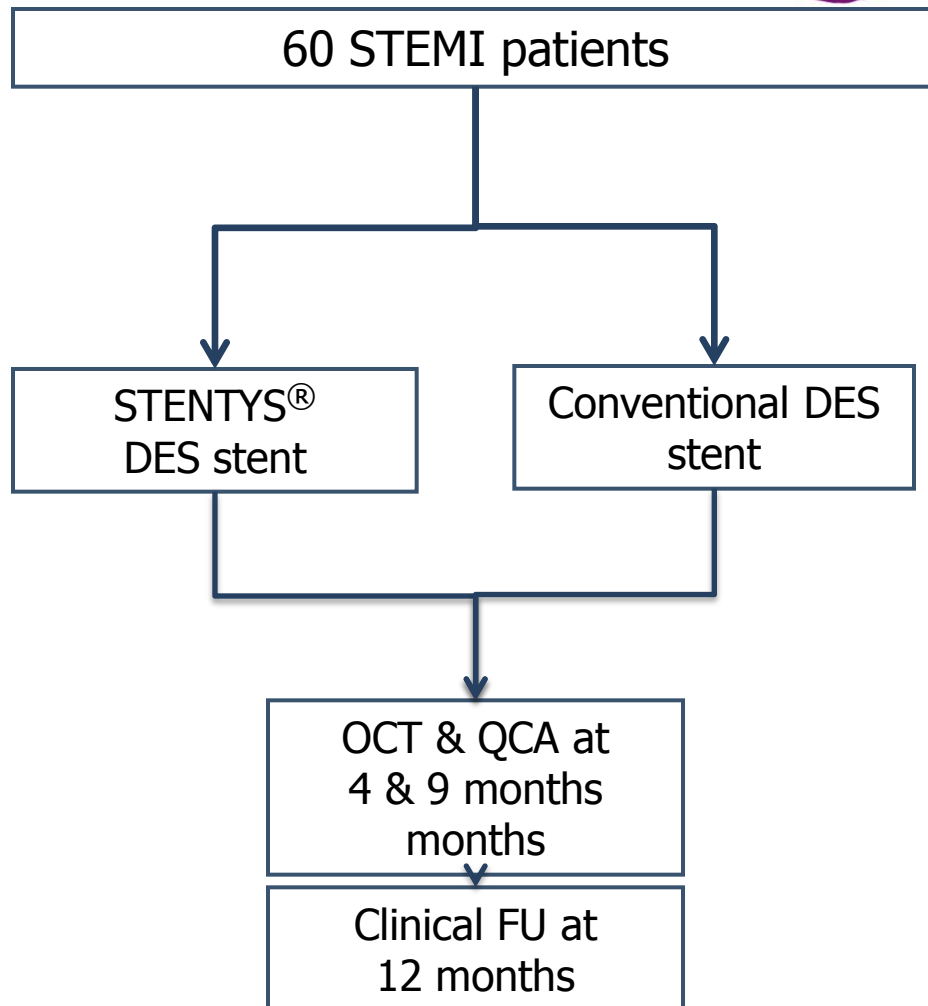 60 STEMI patients
STENTYS®
DES stent
Conventional DES
stent
OCT & QCA at
4 & 9 months
months
Clinical FU at
12 months